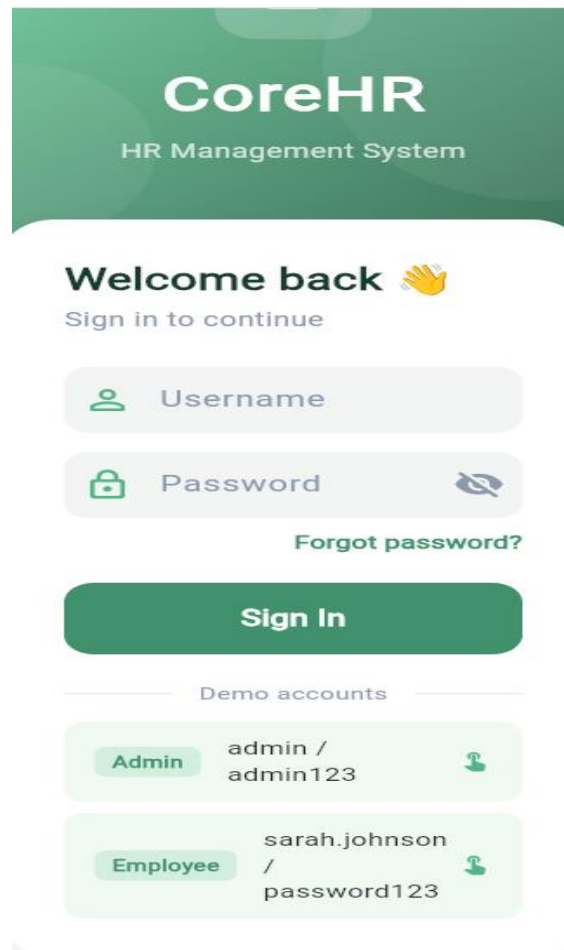 CoreHR
HR Management System
Welcome back 👋
Sign in to continue
Username
Password
Forgot password?
Sign In
Demo accounts
Admin
admin /
admin123
Employee
sarah.johnson
/
password123